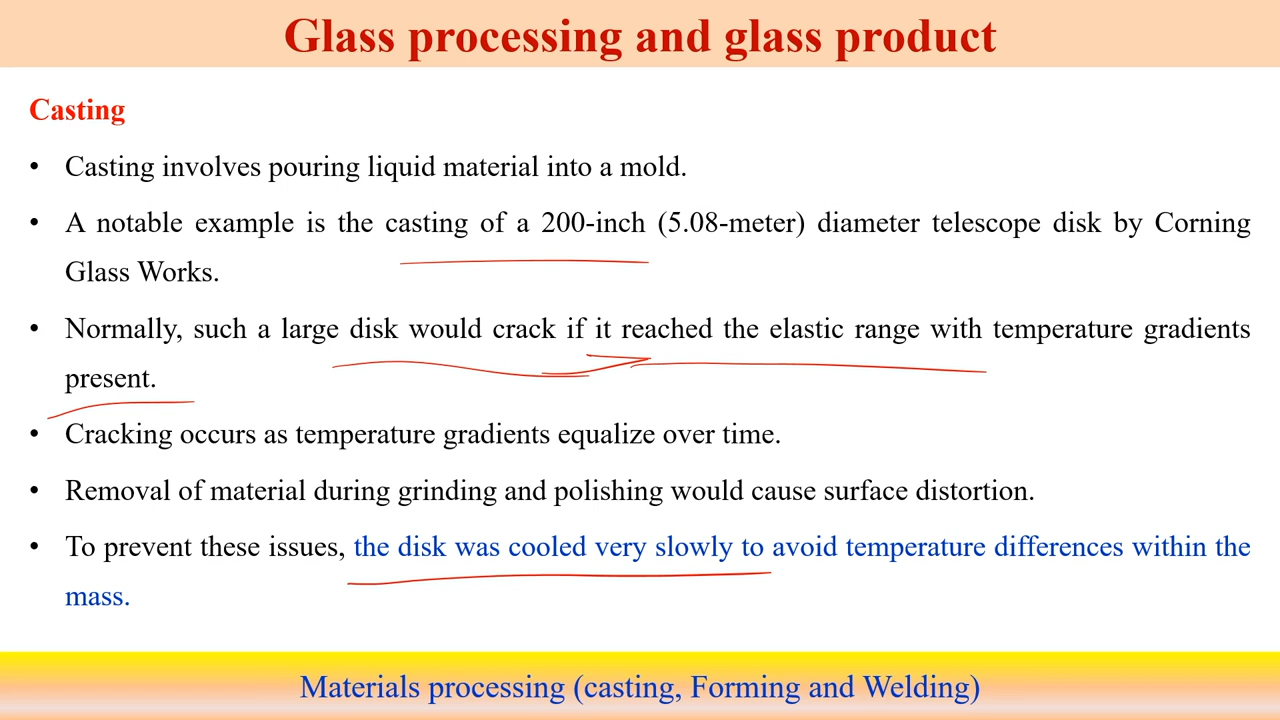 Glass processing and glass product
Casting
• Casting involves pouring liquid material into a mold.
• A notable example is the casting of a 200-inch (5.08-meter) diameter telescope disk by Corning
Glass Works.
• Normally, such a large disk would crack if it reached the elastic range with temperature gradients
present.
• Cracking occurs as temperature gradients equalize over time.
• Removal of material during grinding and polishing would cause surface distortion.
• To prevent these issues, the disk was cooled very slowly to avoid temperature differences within the
mass.
Materials processing (casting, Forming and Welding)